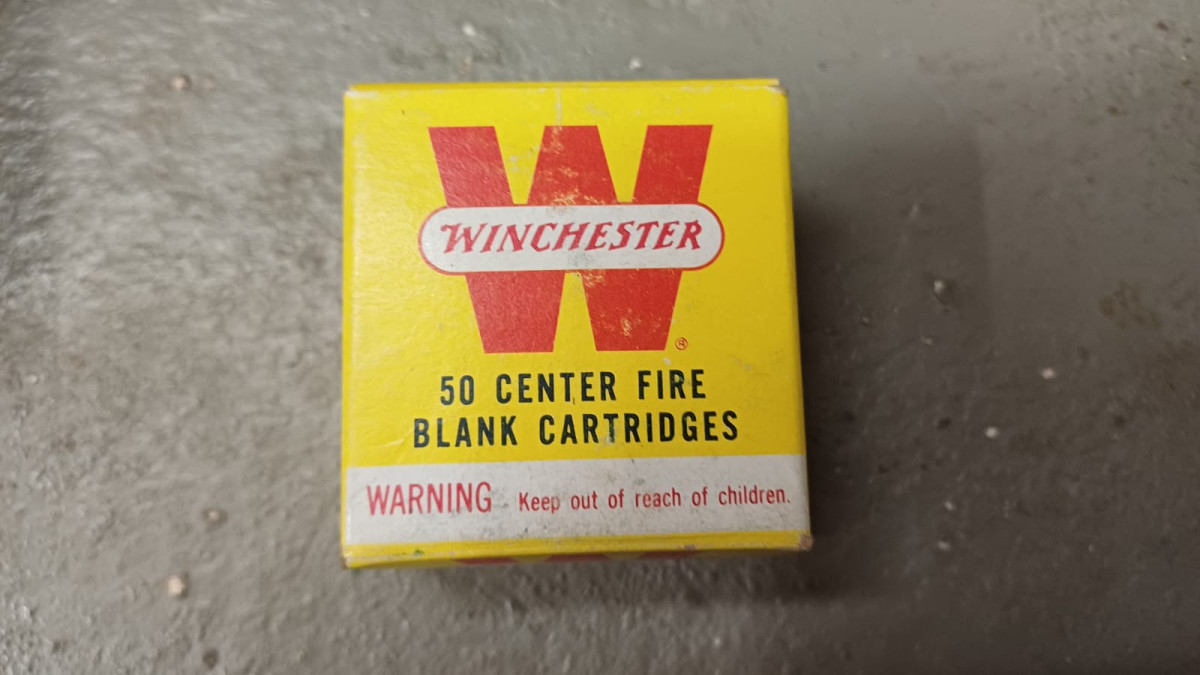 WINCHESTER
®
50 CENTER FIRE
BLANK CARTRIDGES
WARNING Keep out of reach of children.